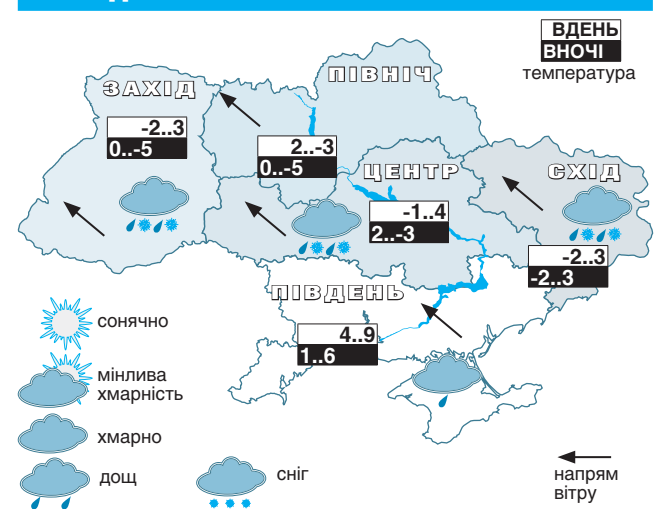 ВДЕНЬ
ВНОЧІ
температура
ПІВНІЧ
ЗАХІД
-2..3
0..-5
2..-3
0..-5
ЦЕНТР
СХІД
-1..4
2..-3
-2..3
-2..3
ПІВДЕНЬ
4..9
1..6
сонячно
мінлива
хмарність
хмарно
дощ
сніг
напрям
вітру